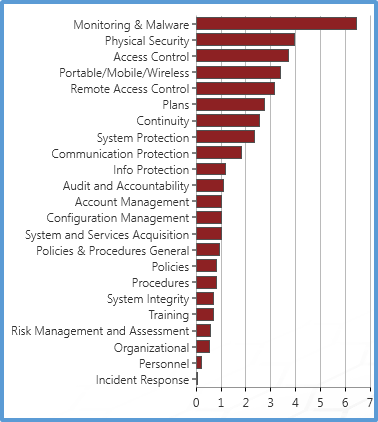 Monitoring & Malware
Physical Security
Access Control
Portable/Mobile/Wireless
Remote Access Control
Plans
Continuity
System Protection
Communication Protection
Info Protection
Audit and Accountability
Account Management
Configuration Management
System and Services Acquisition
Policies & Procedures General
Policies
Procedures
System Integrity
Training
Risk Management and Assessment
Organizational
Personnel
Incident Response
0 1 2 3 4 5 6 7